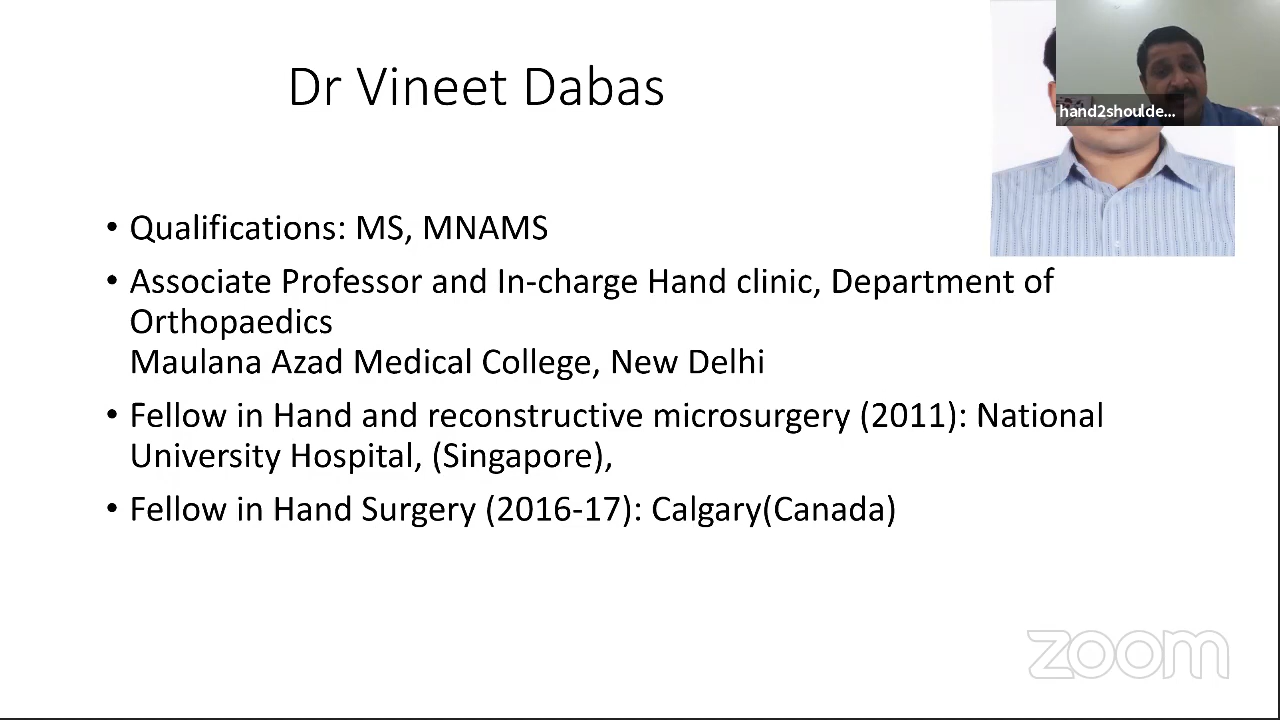 Dr Vineet Dabas
hand2shoulde...
• Qualifications: MS, MNAMS
• Associate Professor and In-charge Hand clinic, Department of
Orthopaedics
Maulana Azad Medical College, New Delhi
• Fellow in Hand and reconstructive microsurgery (2011): National
University Hospital, (Singapore),
• Fellow in Hand Surgery (2016-17): Calgary(Canada)
zoom